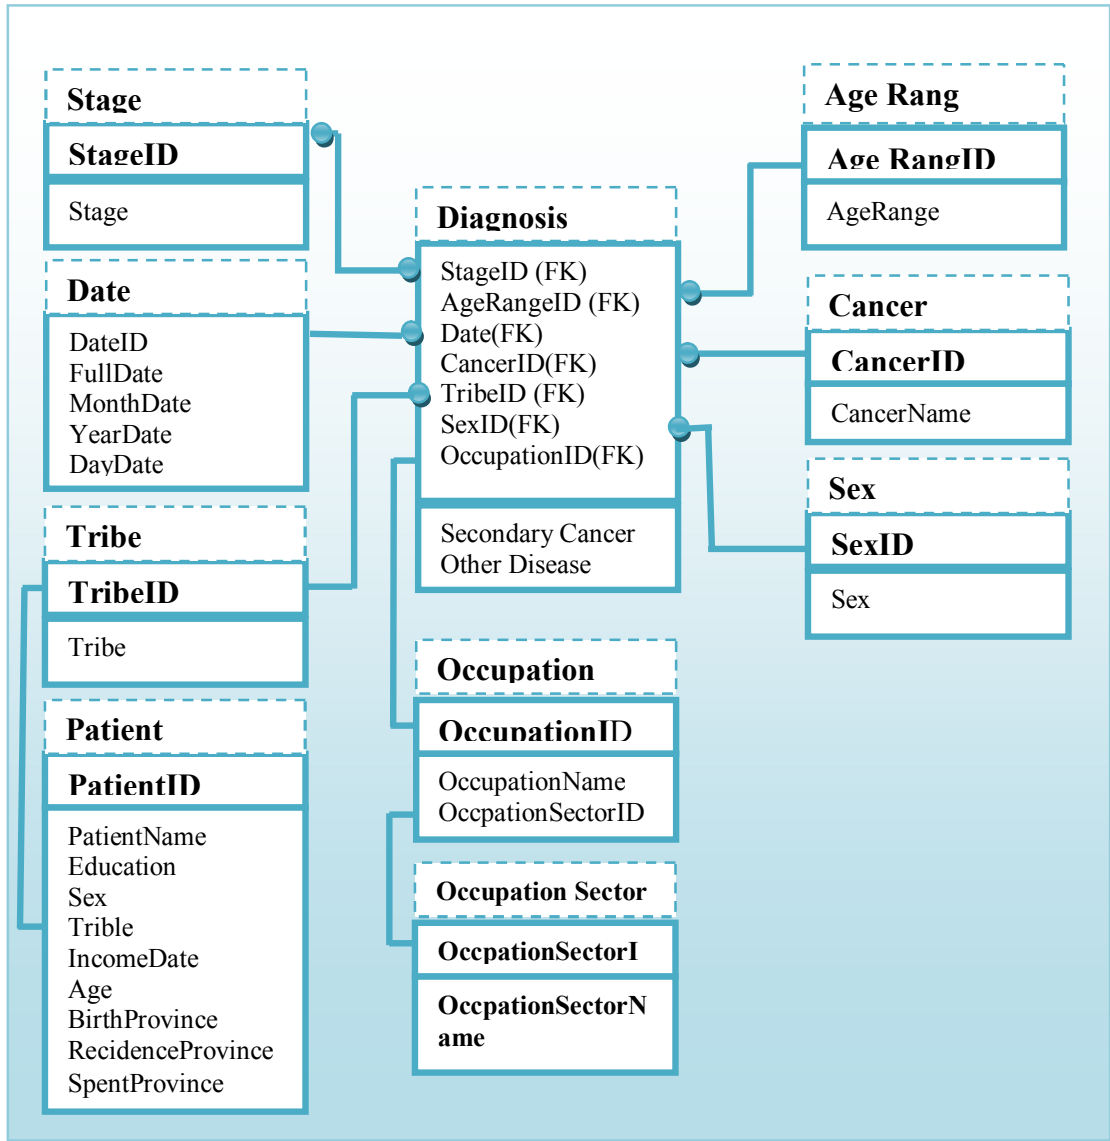 Stage
StageID
Stage
Date
DateID
FullDate
MonthDate
YearDate
DayDate
Tribe
TribeID
Tribe
Patient
PatientID
PatientName
Education
Sex
Trible
IncomeDate
Age
BirthProvince
RecidenceProvince
SpentProvince
Diagnosis
StageID (FK)
AgeRangeID (FK)
Date(FK)
CancerID(FK)
TribeID (FK)
SexID(FK)
OccupationID(FK)
Secondary Cancer
Other Disease
Occupation
OccupationID
OccupationName
OccpationSectorID
Occupation Sector
OccpationSectorI
OccpationSectorN
ame
Age Rang
Age RangID
AgeRange
Cancer
CancerID
CancerName
Sex
SexID
Sex